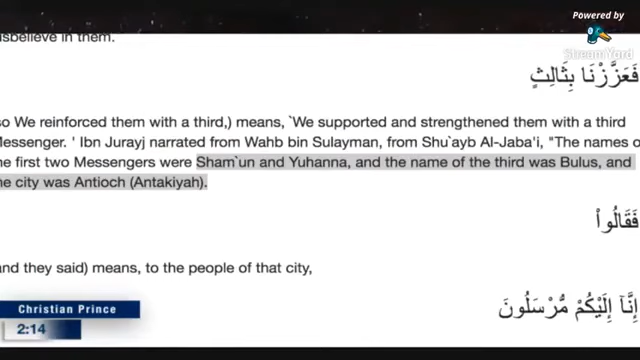 Powered by
StreamYard
isbelieve in them.
فَعَزَّزْنَا بِثَالِثٍ
so We reinforced them with a third,) means, `We supported and strengthened them with a third
Messenger. ' Ibn Jurayj narrated from Wahb bin Sulayman, from Shu`ayb Al-Jaba'i, "The names o
he first two Messengers were Sham`un and Yuhanna, and the name of the third was Bulus, and
he city was Antioch (Antakiyah).
فَقَالُواْ
and they said) means, to the people of that city,
إِنَّآ إِلَيْكُمْ مُّرْسَلُونَ
Christian Prince
2:14